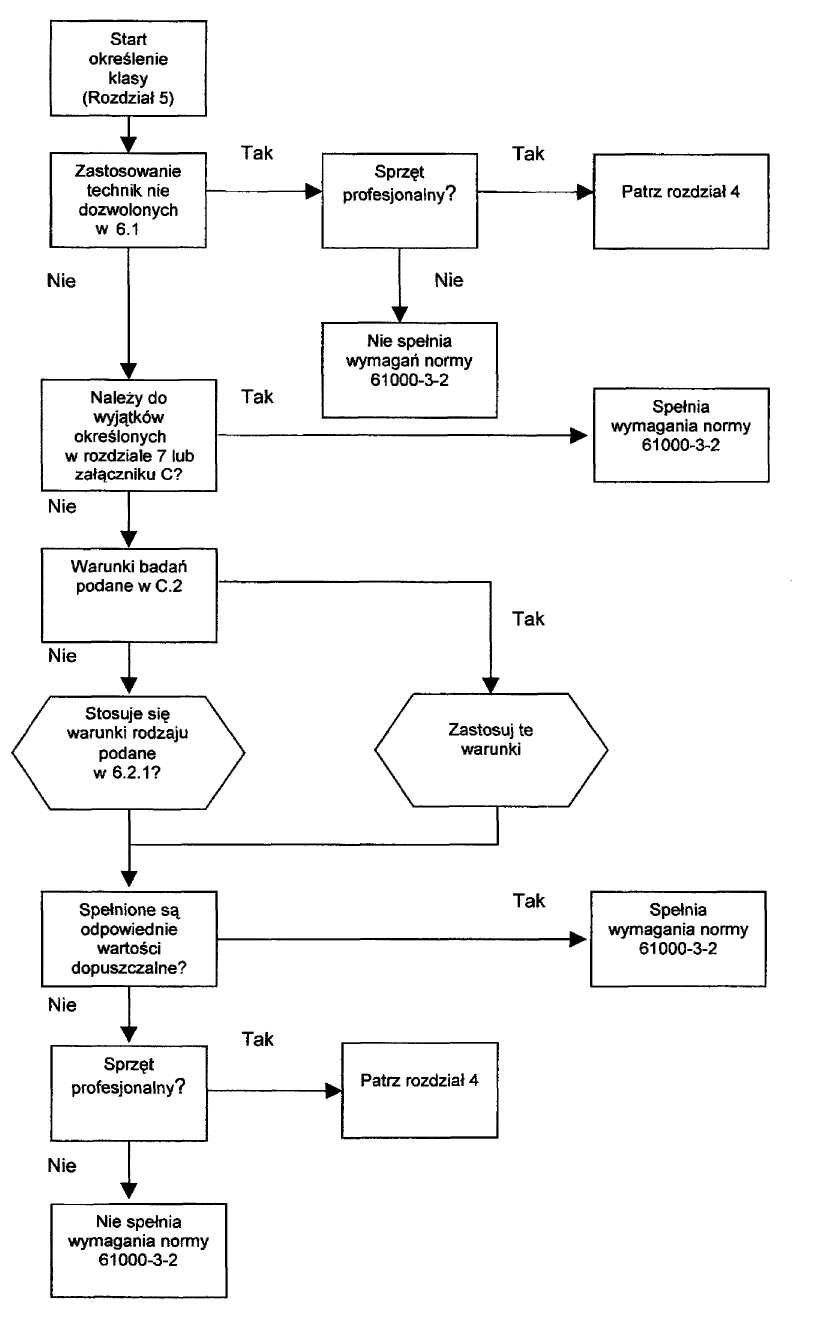 Start
określenie
klasy
(Rozdział 5)
Tak
Tak
Zastosowanie
technik nie
dozwolonych
w 6.1
Sprzęt
profesjonalny?
Patrz rozdział 4
Nie
Nie
Nie spełnia
wymagań normy
61000-3-2
Należy do
wyjątków
określonych
w rozdziale 7 lub
załączniku C?
Tak
Spełnia
wymagania normy
61000-3-2
Nie
Warunki badań
podane w C.2
Tak
Nie
Stosuje się
warunki rodzaju
podane
w 6.2.1?
Zastosuj te
warunki
Spełnione są
odpowiednie
wartości
dopuszczalne?
Tak
Spełnia
wymagania normy
61000-3-2
Nie
Tak
Sprzęt
profesjonalny?
Patrz rozdział 4
Nie
Nie spełnia
wymagania normy
61000-3-2